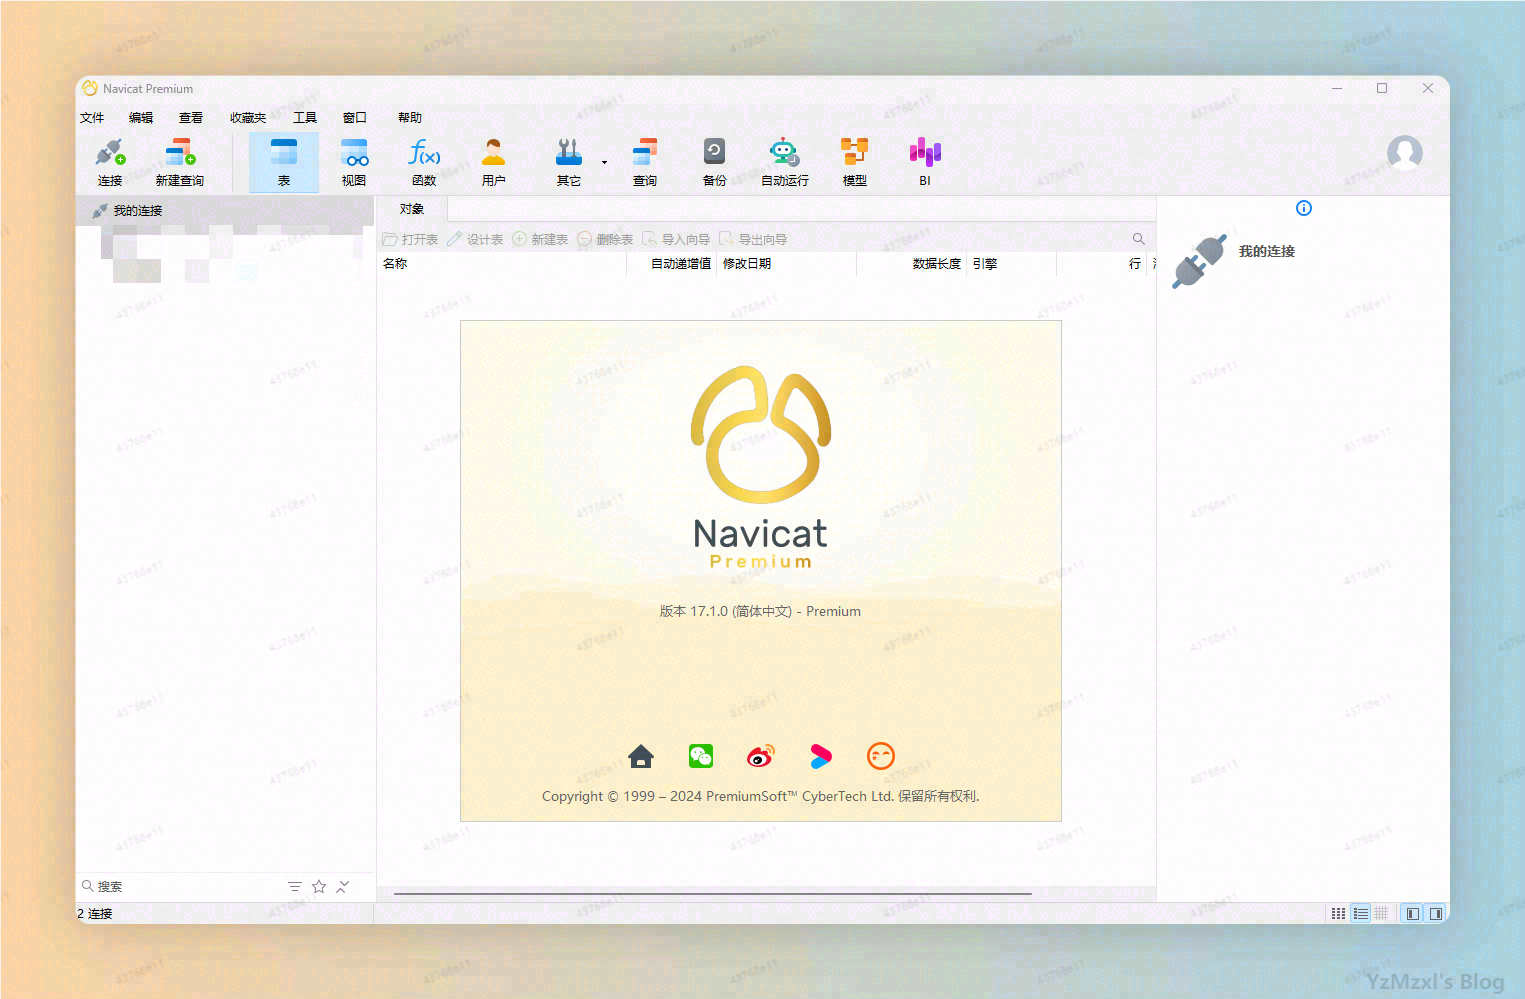 Navicat Premium
文件 编辑 查看 收藏夹 工具 窗口 帮助
连接 新建查询 表 视图 函数 用户 其它 查询 备份 自动运行 模型 BI
f(x)
我的连接
对象
打开表 设计表 新建表 删除表 导入向导 导出向导
名称 自动递增值 修改日期 数据长度 引擎 行
我的连接
Navicat
Premium
版本 17.1.0 (简体中文) - Premium
Copyright © 1999 – 2024 PremiumSoft™ CyberTech Ltd. 保留所有权利.
搜索
2 连接
YzMzxl's Blog
43768e11